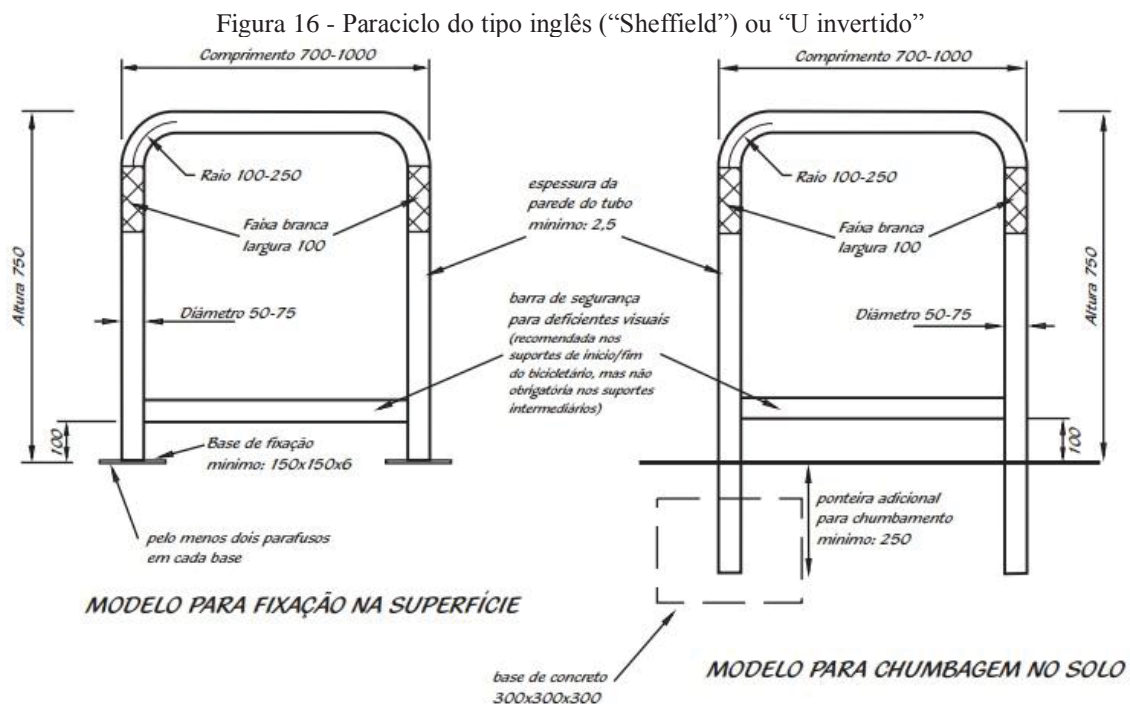 Figura 16 - Paraciclo do tipo inglês (“Sheffield”) ou “U invertido”
Comprimento 700-1000
Altura 750
Raio 100-250
Faixa branca
largura 100
Diâmetro 50-75
100
Base de fixação
mínimo: 150x150x6
pelo menos dois parafusos
em cada base
MODELO PARA FIXAÇÃO NA SUPERFÍCIE
espessura da
parede do tubo
mínimo: 2,5
barra de segurança
para deficientes visuais
(recomendada nos
suportes de início/fim
do bicicletário, mas não
obrigatória nos suportes
intermediários)
Comprimento 700-1000
Raio 100-250
Faixa branca
largura 100
Diâmetro 50-75
Altura 750
100
ponteira adicional
para chumbamento
mínimo: 250
base de concreto
300x300x300
MODELO PARA CHUMBAGEM NO SOLO